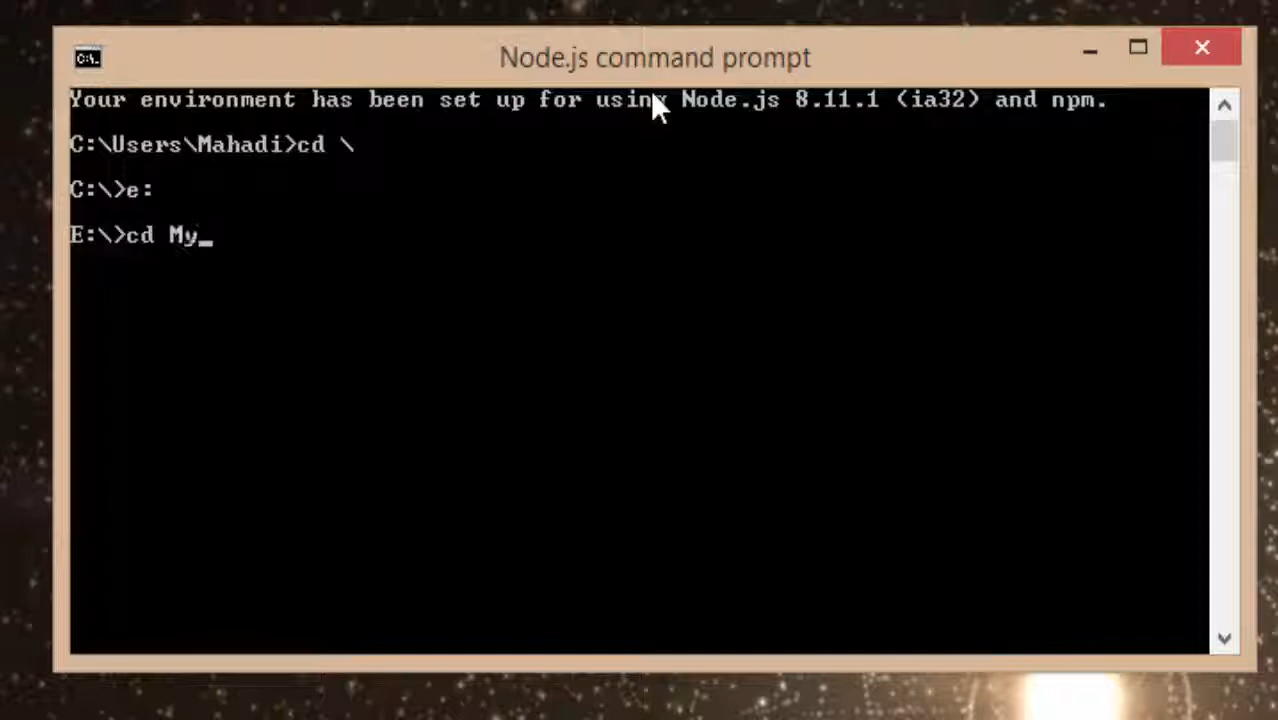 Node.js command prompt
Your environment has been set up for using Node.js 8.11.1 (ia32) and npm.
C:\Users\Mahadi>cd \
C:\>e:
E:\>cd My_